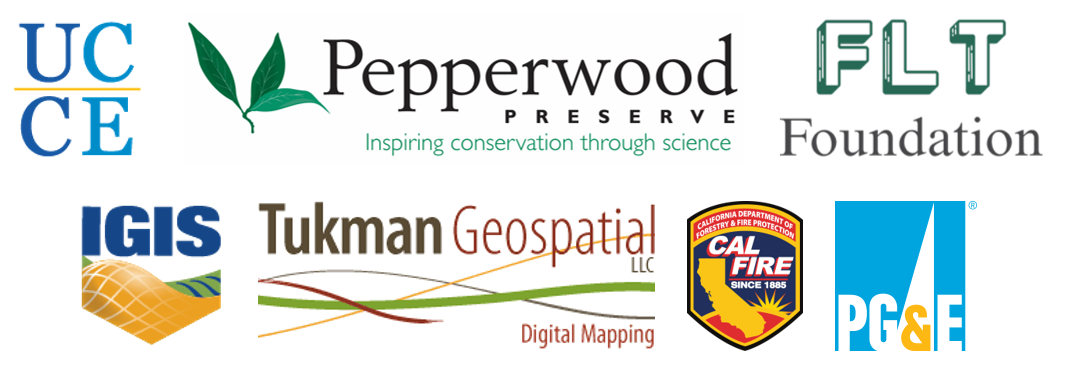 UC
CE
Pepperwood
PRESERVE
Inspiring conservation through science
FLT
Foundation
IGIS
Tukman Geospatial
LLC
Digital Mapping
CALIFORNIA DEPARTMENT OF
FORESTRY & FIRE PROTECTION
CAL
FIRE
SINCE 1885
PG&E
®